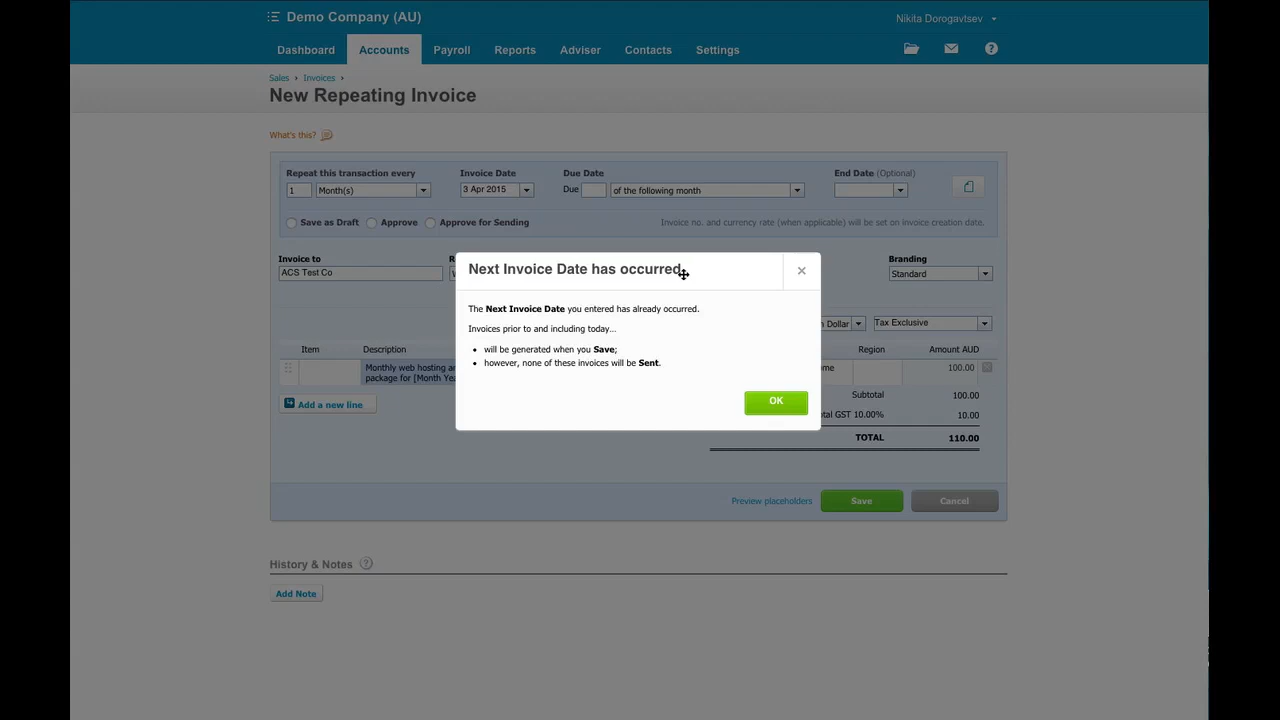 Demo Company (AU)
Nikita Dorogavtsev
Dashboard Accounts Payroll Reports Adviser Contacts Settings
Sales › Invoices ›
New Repeating Invoice
What's this?
Repeat this transaction every Invoice Date Due Date End Date (Optional)
1 Month(s) 3 Apr 2015 Due of the following month
Save as Draft Approve Approve for Sending Invoice no. and currency rate (when applicable) will be set on invoice creation date.
Invoice to Branding
ACS Test Co Standard
Next Invoice Date has occurred
The Next Invoice Date you entered has already occurred.
Invoices prior to and including today...
• will be generated when you Save;
• however, none of these invoices will be Sent.
OK
Dollar Tax Exclusive
Item Description Region Amount AUD
Monthly web hosting 100.00
package for [Month
Add a new line
Subtotal 100.00
GST 10.00% 10.00
TOTAL 110.00
Preview placeholders Save Cancel
History & Notes ?
Add Note